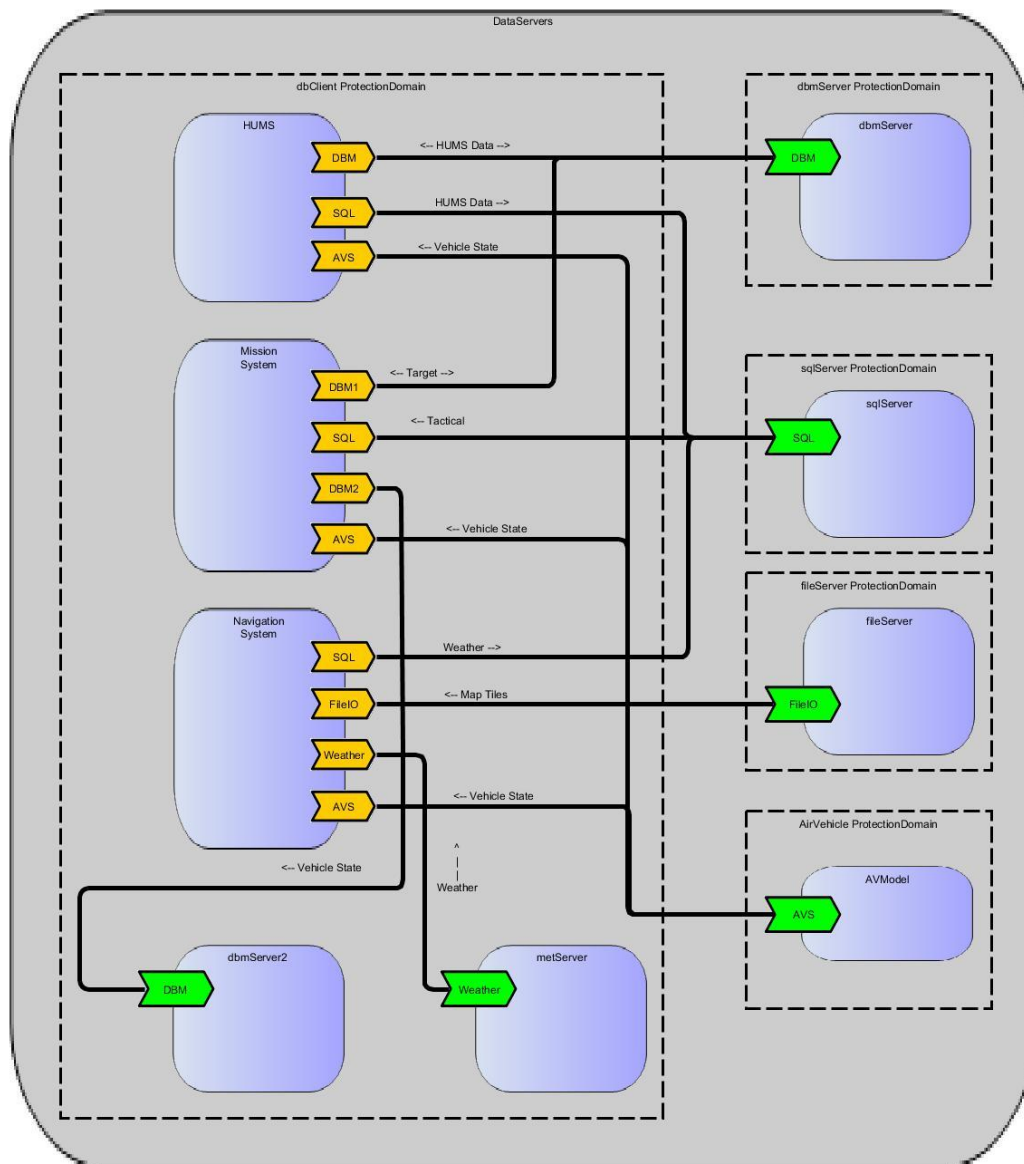 DataServers
dbClient ProtectionDomain
HUMS
DBM
<-- HUMS Data -->
SQL
HUMS Data -->
AVS
<-- Vehicle State
Mission
System
DBM1
<-- Target -->
SQL
<-- Tactical
DBM2
AVS
<-- Vehicle State
Navigation
System
SQL
Weather -->
FileIO
<-- Map Tiles
Weather
AVS
<-- Vehicle State
<-- Vehicle State
^
|
|
Weather
dbmServer2
DBM
metServer
Weather
dbmServer ProtectionDomain
dbmServer
DBM
sqlServer ProtectionDomain
sqlServer
SQL
fileServer ProtectionDomain
fileServer
FileIO
AirVehicle ProtectionDomain
AVModel
AVS